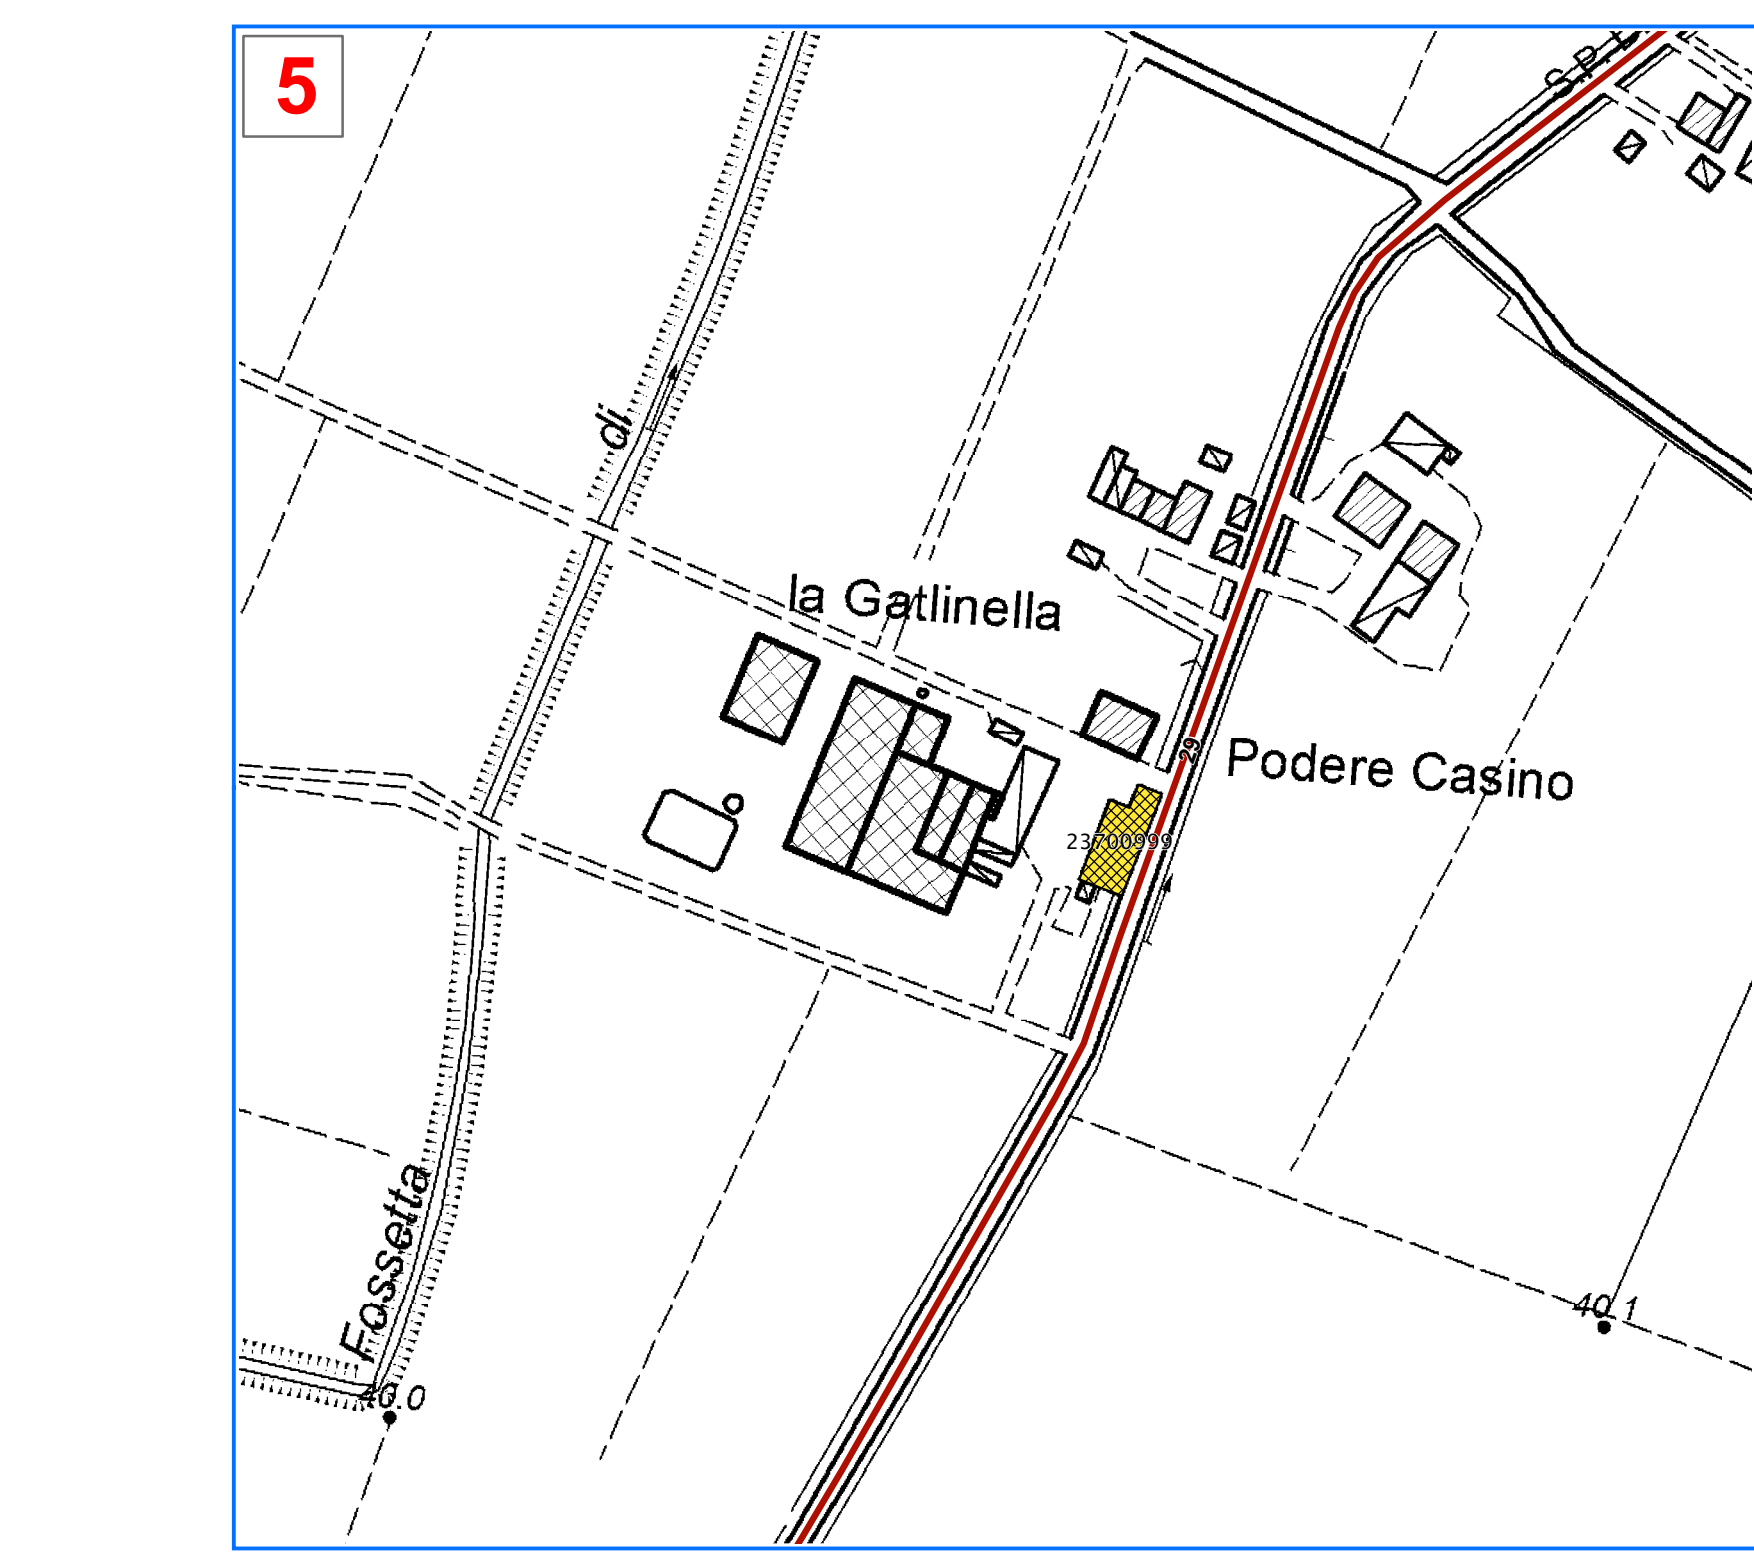 5
S.P.
di
la Gatlinella
29
Podere Casino
23700999
Fossetta
40.1
40.0